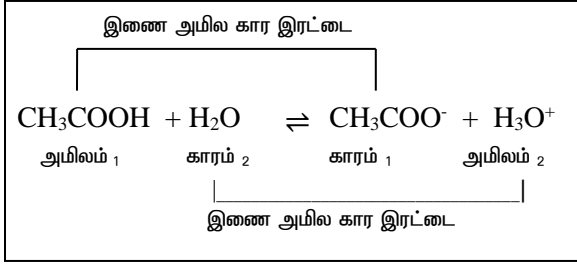 இணை அமில கார இரட்டை
CH₃COOH + H₂O ⇌ CH₃COO⁻ + H₃O⁺
அமிலம் ₁ காரம் ₂ காரம் ₁ அமிலம் ₂
இணை அமில கார இரட்டை